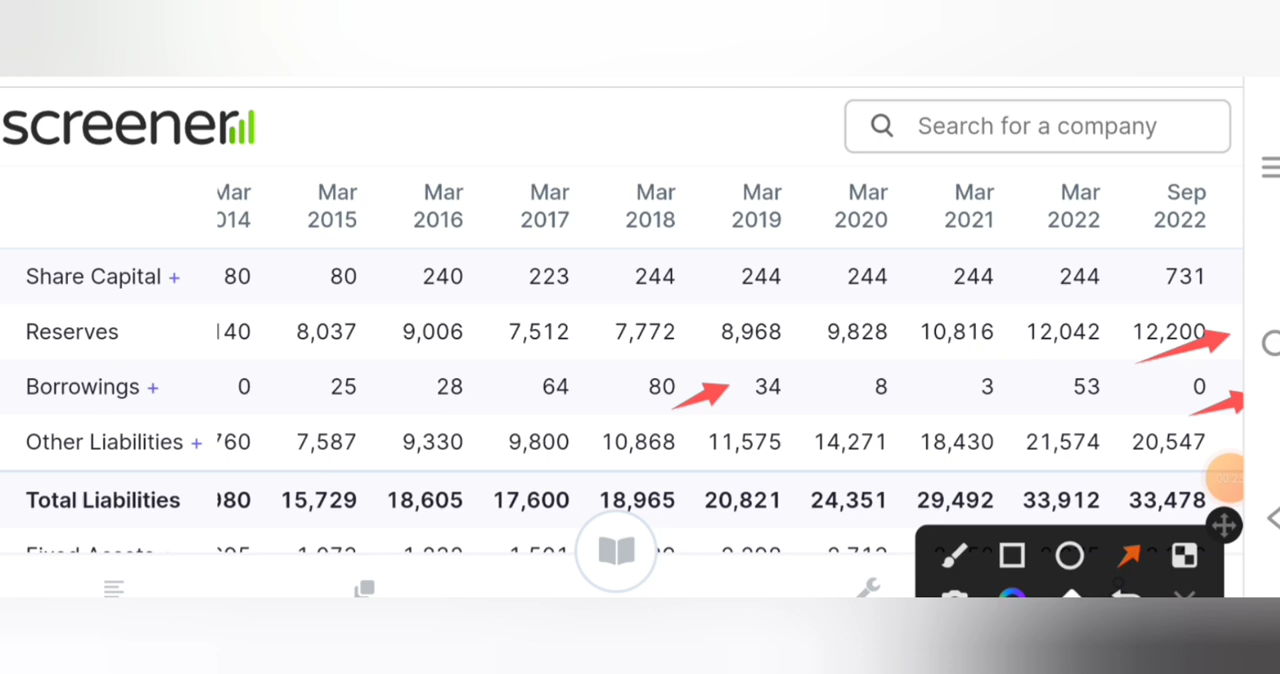 screener
Search for a company
Mar Mar Mar Mar Mar Mar Mar Mar Sep
2015 2016 2017 2018 2019 2020 2021 2022 2022
Share Capital + 80 80 240 223 244 244 244 244 244 731
Reserves 8,037 9,006 7,512 7,772 8,968 9,828 10,816 12,042 12,200
Borrowings + 0 25 28 64 80 34 8 3 53 0
Other Liabilities + 7,587 9,330 9,800 10,868 11,575 14,271 18,430 21,574 20,547
Total Liabilities 15,729 18,605 17,600 18,965 20,821 24,351 29,492 33,912 33,478